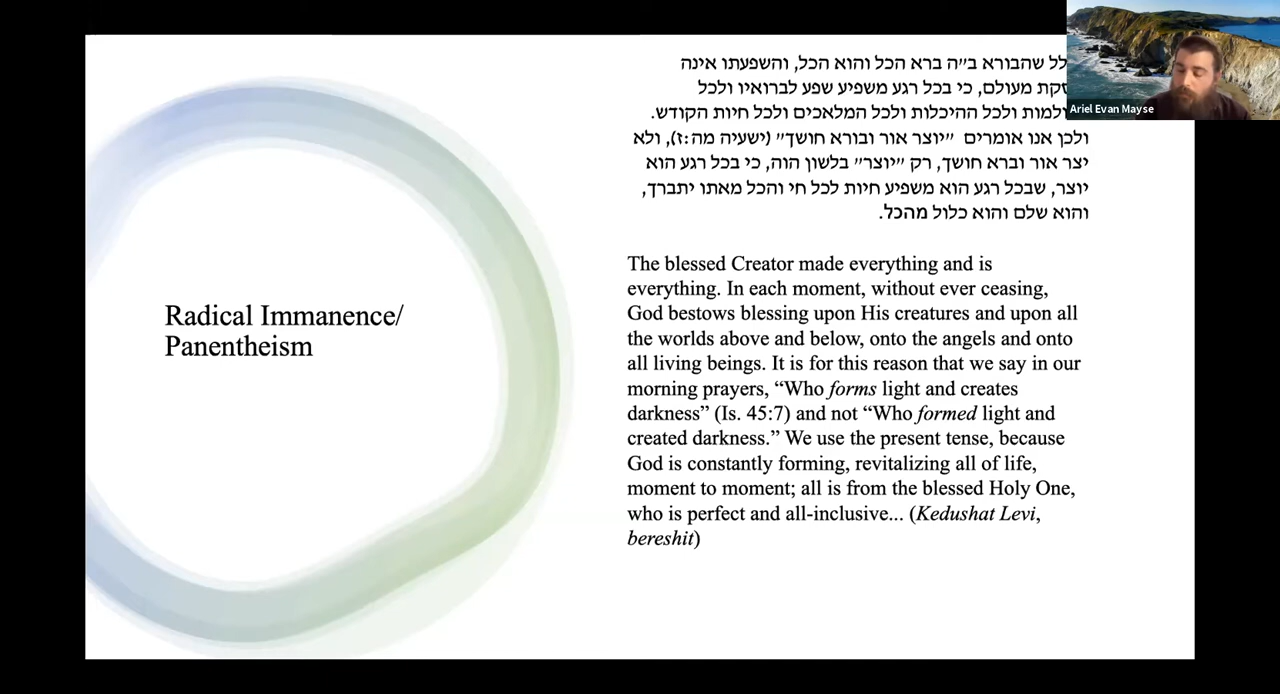 Radical Immanence/
Panentheism
שהבורא ב״ה ברא הכל והוא הכל, והשפעתו אינה
מעולם, כי בכל רגע משפיע שפע לברואיו ולכל
ולכל ההיכלות ולכל המלאכים ולכל חיות הקודש.
ולכן אנו אומרים ״יוצר אור ובורא חושך״ (ישעיה מה:ז), ולא
יצר אור וברא חושך, רק ״יוצר״ בלשון הוה, כי בכל רגע הוא
יוצר, שבכל רגע הוא משפיע חיות לכל חי והכל מאתו יתברך,
והוא שלם והוא כלול מהכל.
The blessed Creator made everything and is
everything. In each moment, without ever ceasing,
God bestows blessing upon His creatures and upon all
the worlds above and below, onto the angels and onto
all living beings. It is for this reason that we say in our
morning prayers, “Who forms light and creates
darkness” (Is. 45:7) and not “Who formed light and
created darkness.” We use the present tense, because
God is constantly forming, revitalizing all of life,
moment to moment; all is from the blessed Holy One,
who is perfect and all-inclusive... (Kedushat Levi,
bereshit)
Ariel Evan Mayse